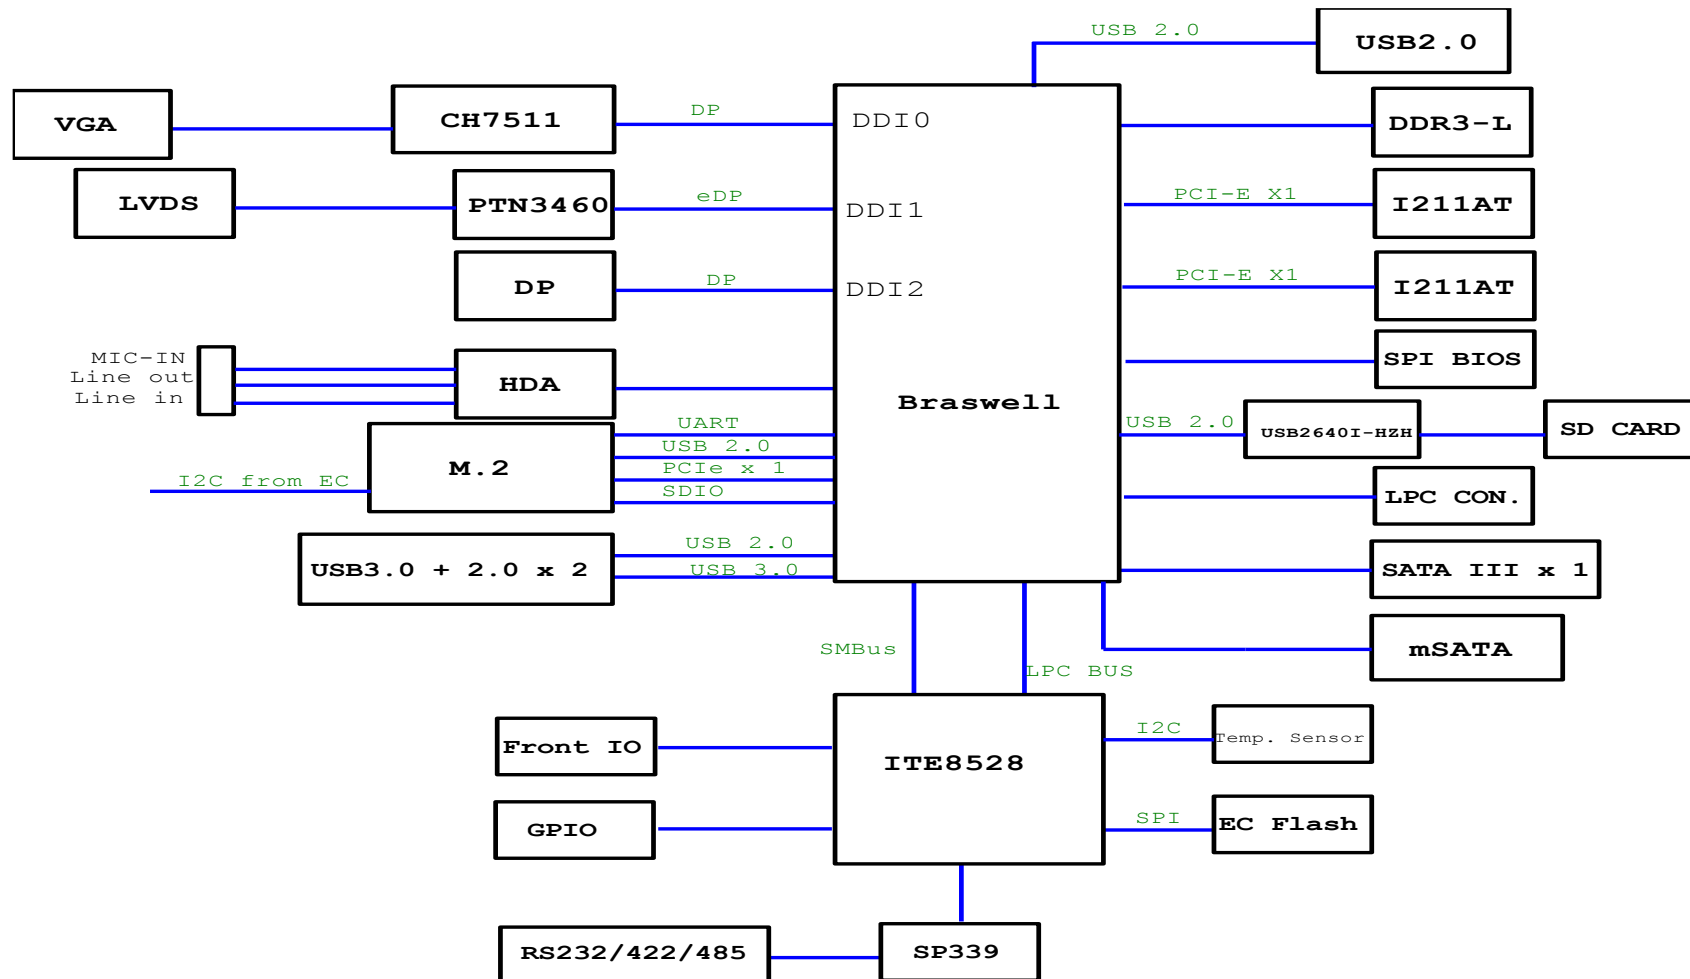 USB 2.0
USB2.0
VGA
CH7511
DP
DDI0
DDR3-L
LVDS
PTN3460
eDP
DDI1
PCI-E X1
I211AT
DP
DP
DDI2
PCI-E X1
I211AT
MIC-IN
Line out
Line in
HDA
SPI BIOS
Braswell
UART
USB 2.0
PCIe x 1
SDIO
M.2
I2C from EC
USB 2.0
USB2640I-HZH
SD CARD
LPC CON.
USB3.0 + 2.0 x 2
USB 2.0
USB 3.0
SATA III x 1
SMBus
LPC BUS
mSATA
Front IO
ITE8528
I2C
Temp. Sensor
GPIO
SPI
EC Flash
RS232/422/485
SP339